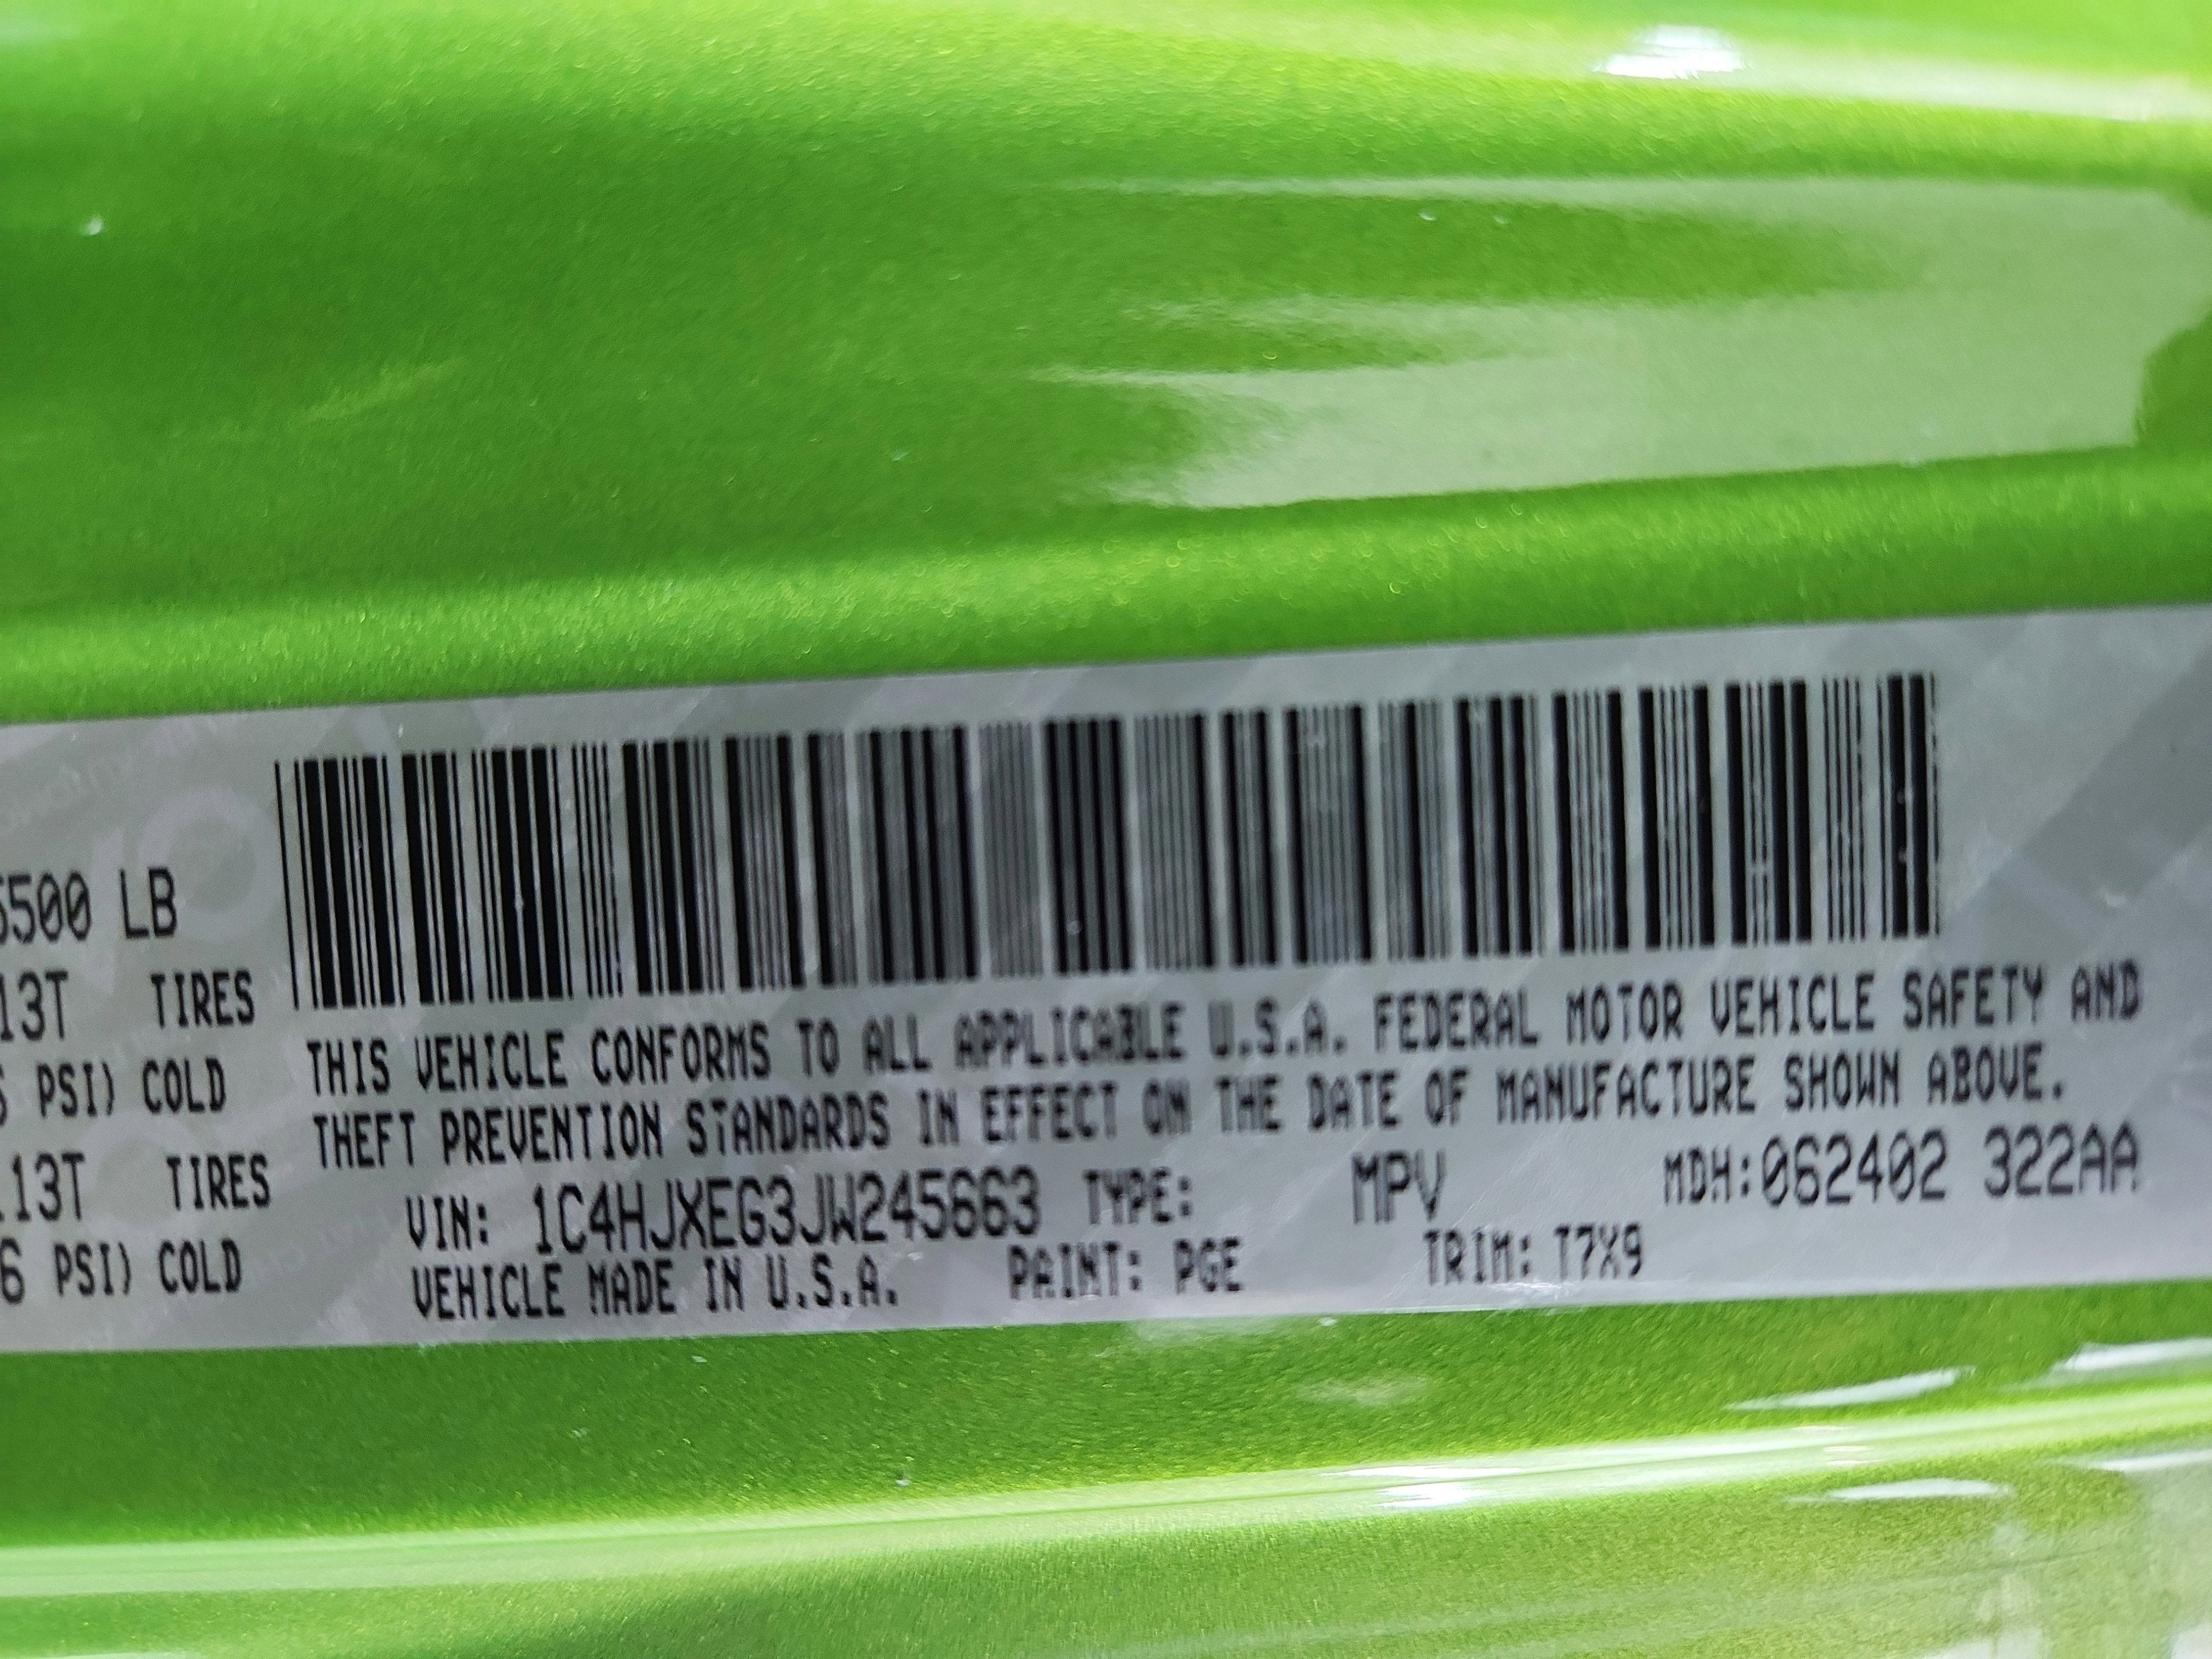 500 LB
13T TIRES
PSI) COLD
13T TIRES
6 PSI) COLD
THIS VEHICLE CONFORMS TO ALL APPLICABLE U.S.A. FEDERAL MOTOR VEHICLE SAFETY AND
THEFT PREVENTION STANDARDS IN EFFECT ON THE DATE OF MANUFACTURE SHOWN ABOVE.
VIN: 1C4HJXEG3JW245663 TYPE: MPV MDH:062402 322AA
VEHICLE MADE IN U.S.A. PAINT: PGE TRIM: T7X9